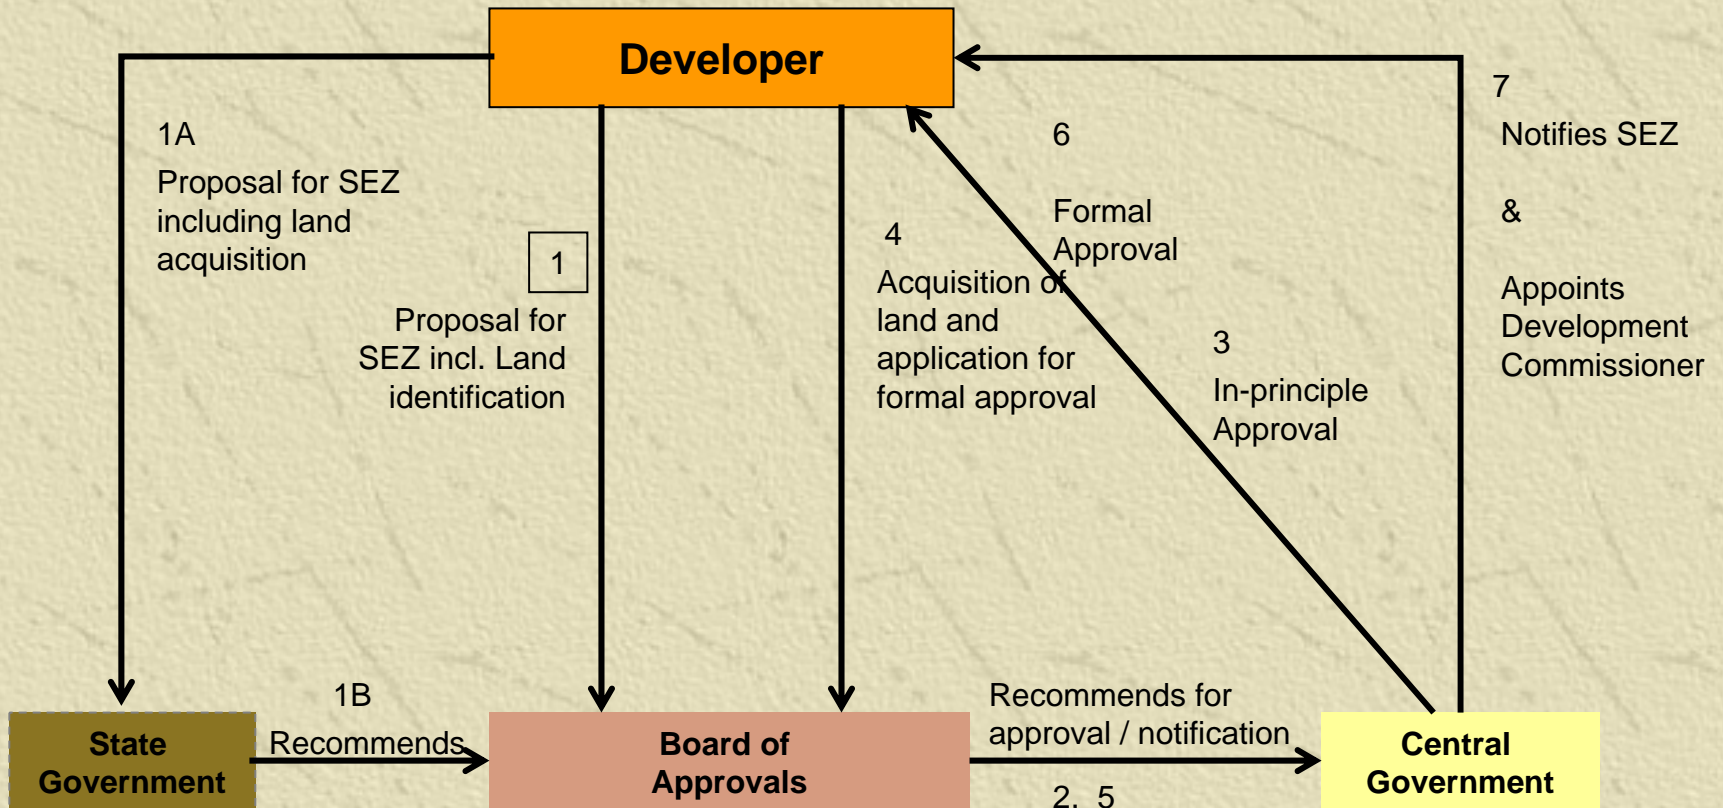 Developer
1A
Proposal for SEZ
including land
acquisition
1
Proposal for
SEZ incl. Land
identification
4
Acquisition of
land and
application for
formal approval
6
Formal
Approval
3
In-principle
Approval
7
Notifies SEZ
&
Appoints
Development
Commissioner
State
Government
1B
Recommends
Board of
Approvals
Recommends for
approval / notification
2, 5
Central
Government